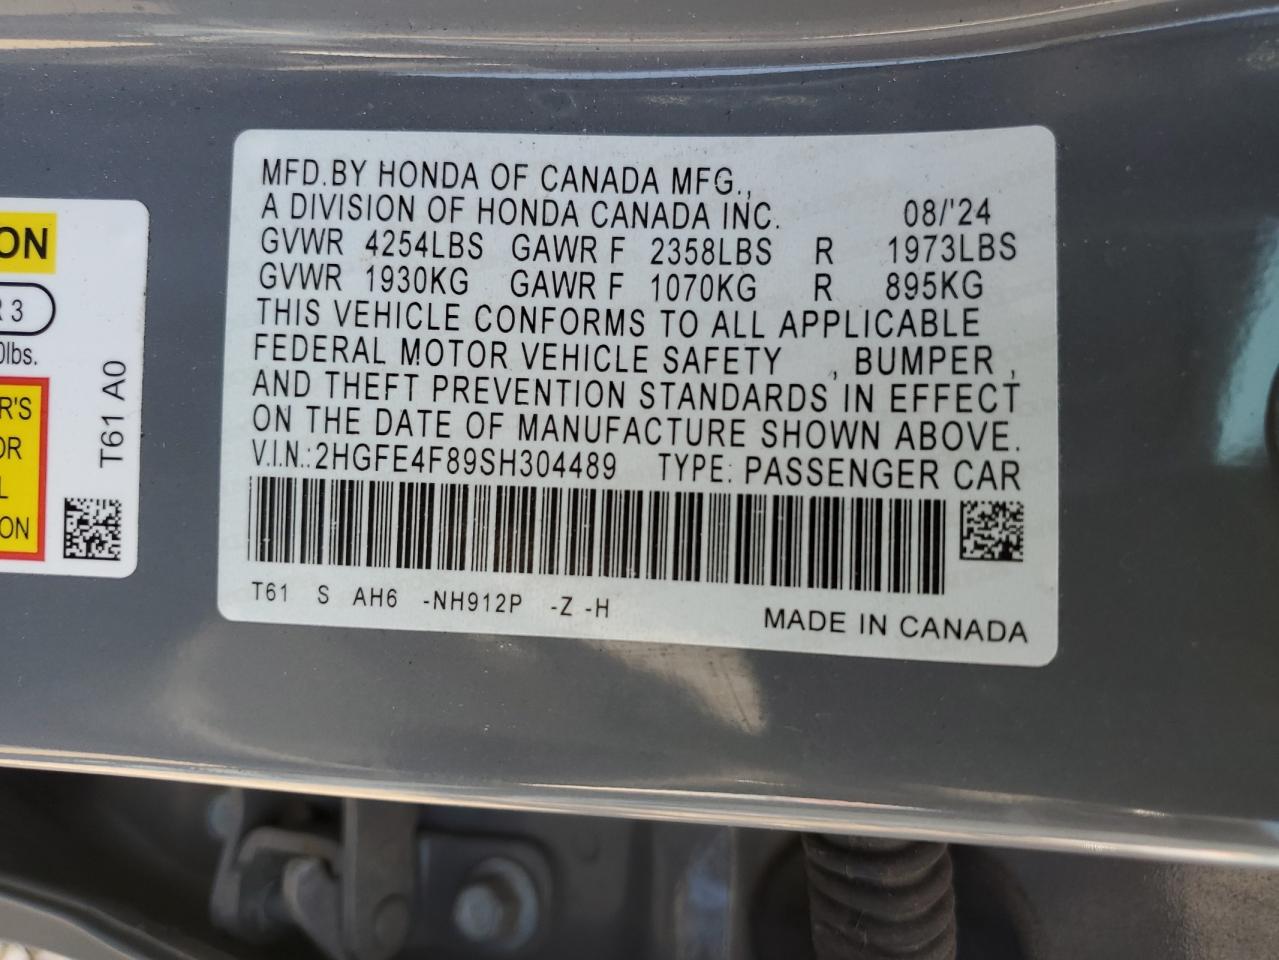 MFD.BY HONDA OF CANADA MFG.,
A DIVISION OF HONDA CANADA INC. 08/'24
GVWR 4254LBS GAWR F 2358LBS R 1973LBS
GVWR 1930KG GAWR F 1070KG R 895KG
THIS VEHICLE CONFORMS TO ALL APPLICABLE
FEDERAL MOTOR VEHICLE SAFETY , BUMPER ,
AND THEFT PREVENTION STANDARDS IN EFFECT
ON THE DATE OF MANUFACTURE SHOWN ABOVE.
V.I.N.:2HGFE4F89SH304489 TYPE: PASSENGER CAR
T61 S AH6 -NH912P -Z -H
MADE IN CANADA
ON
R 3
0lbs.
R'S
OR
L
ON
T61 A0